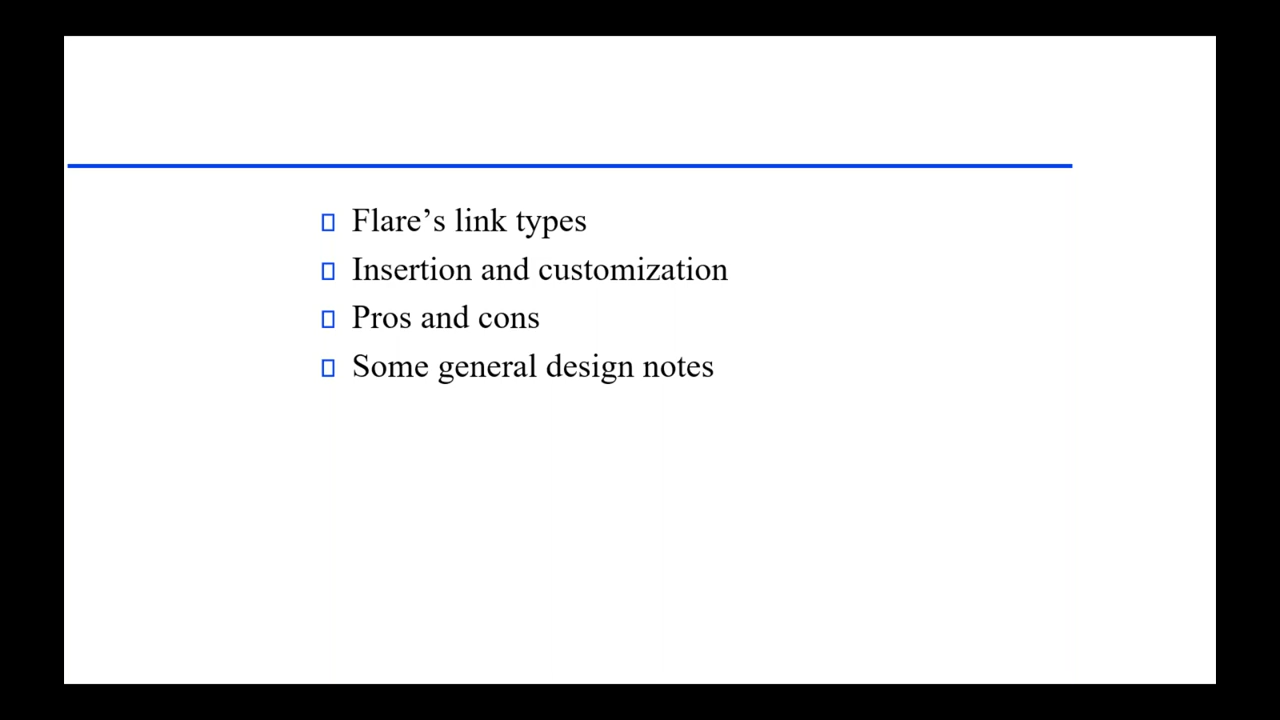 Flare’s link types
Insertion and customization
Pros and cons
Some general design notes